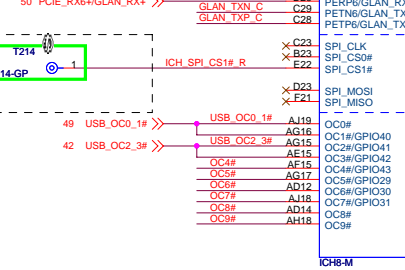 50 PCIE_RX6+/GLAN_RX+ PERP6/GLAN_RX
GLAN_TXN_C C29 PETN6/GLAN_TX
GLAN_TXP_C C28 PETP6/GLAN_TX
T214
14-GP
1
ICH_SPI_CS1#_R
C23 SPI_CLK
B23 SPI_CS0#
E22 SPI_CS1#
D23 SPI_MOSI
F21 SPI_MISO
49 USB_OC0_1# USB_OC0_1# AJ19 OC0#
AG16 OC1#/GPIO40
42 USB_OC2_3# USB_OC2_3# AG15 OC2#/GPIO41
AE15 OC3#/GPIO42
OC4# AF15 OC4#/GPIO43
OC5# AG17 OC5#/GPIO29
OC6# AD12 OC6#/GPIO30
OC7# AJ18 OC7#/GPIO31
OC8# AD14 OC8#
OC9# AH18 OC9#
ICH8-M